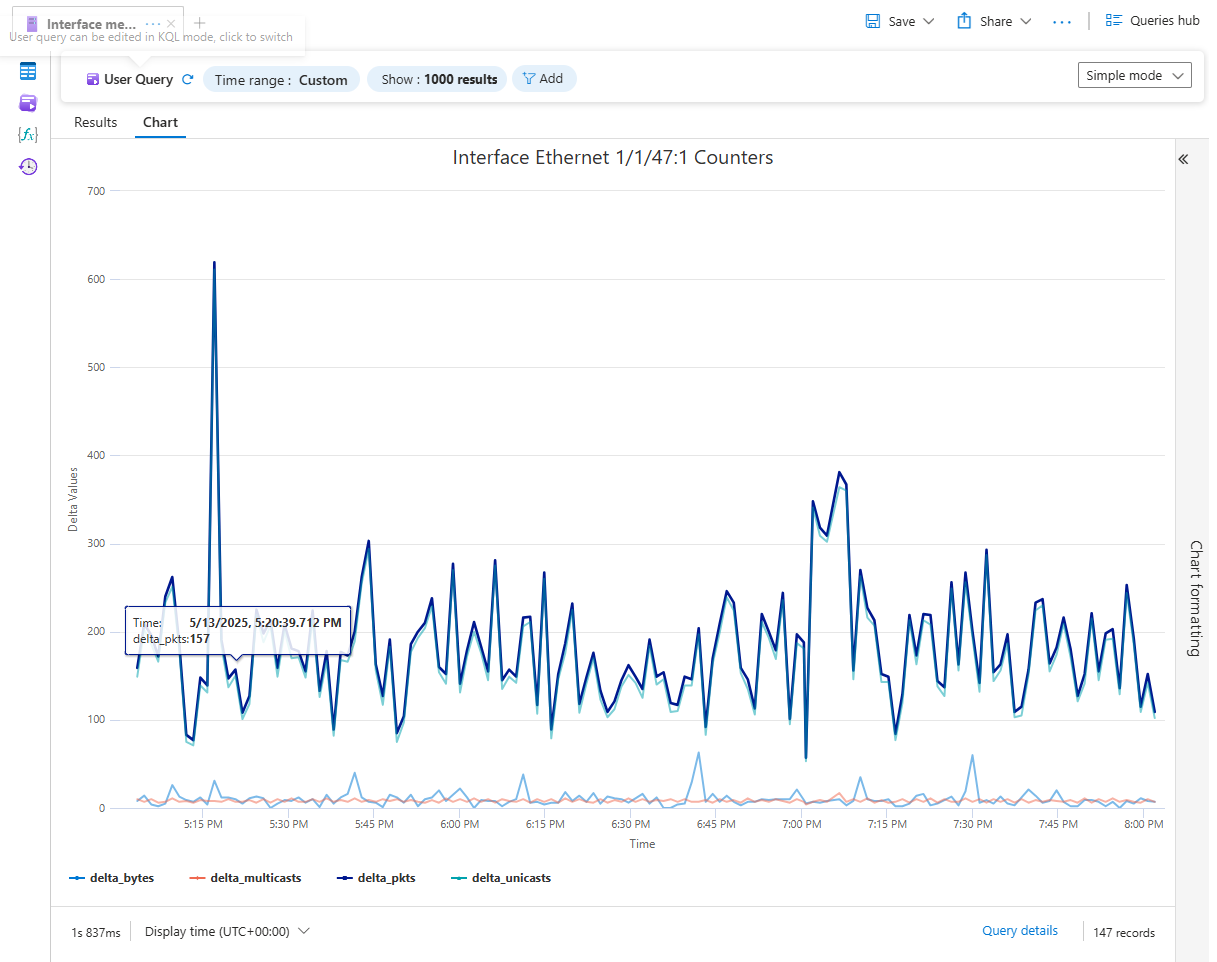 Interface me... ··· × +
User query can be edited in KQL mode, click to switch
Save
Share
···
Queries hub
User Query
Time range : Custom
Show : 1000 results
Add
Simple mode
Results
Chart
Interface Ethernet 1/1/47:1 Counters
700
600
500
400
300
200
100
0
Delta Values
Time: 5/13/2025, 5:20:39.712 PM
delta_pkts:157
5:15 PM 5:30 PM 5:45 PM 6:00 PM 6:15 PM 6:30 PM 6:45 PM 7:00 PM 7:15 PM 7:30 PM 7:45 PM 8:00 PM
Time
delta_bytes delta_multicasts delta_pkts delta_unicasts
Chart formatting
1s 837ms
Display time (UTC+00:00)
Query details
147 records